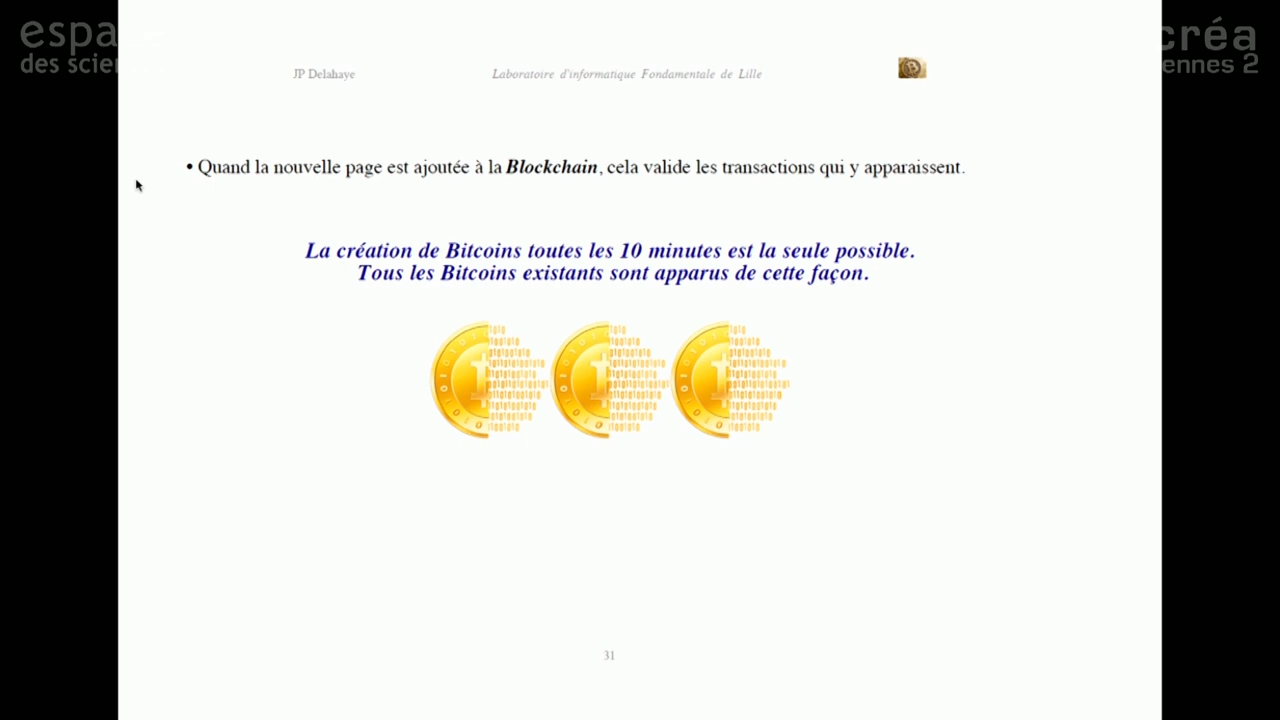 espa
des scien
créa
ennes 2
JP Delahaye
Laboratoire d'informatique Fondamentale de Lille
• Quand la nouvelle page est ajoutée à la Blockchain, cela valide les transactions qui y apparaissent.
La création de Bitcoins toutes les 10 minutes est la seule possible.
Tous les Bitcoins existants sont apparus de cette façon.
31